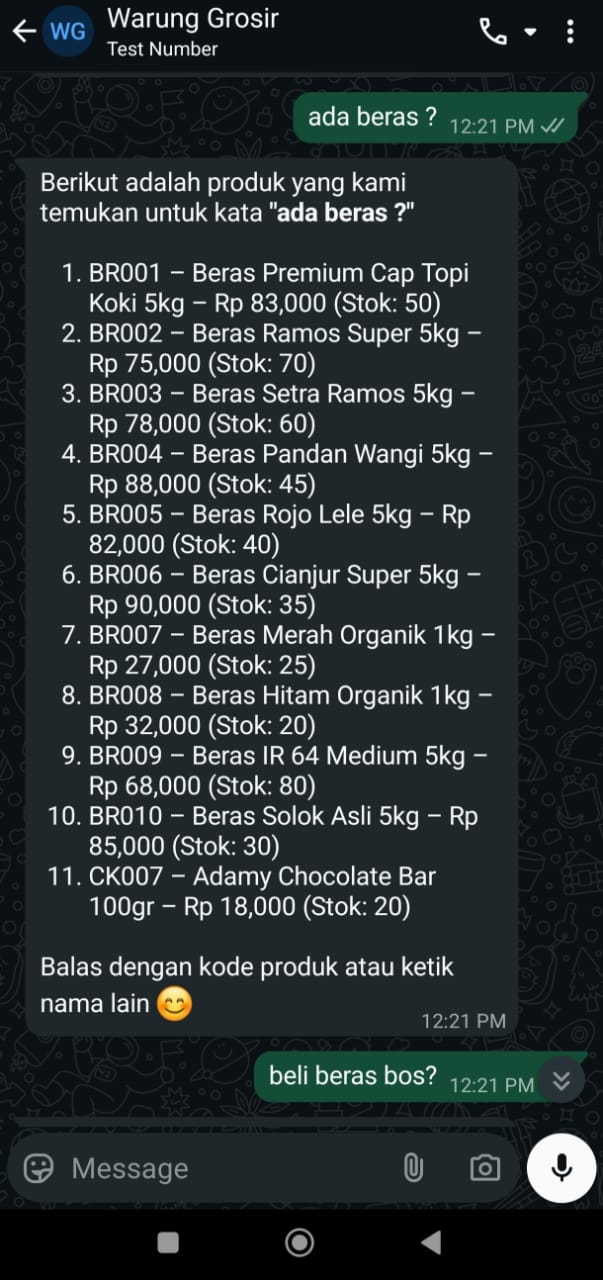 WG
Warung Grosir
Test Number
ada beras ? 12:21 PM
Berikut adalah produk yang kami
temukan untuk kata "ada beras ?"
1. BR001 – Beras Premium Cap Topi
Koki 5kg – Rp 83,000 (Stok: 50)
2. BR002 – Beras Ramos Super 5kg –
Rp 75,000 (Stok: 70)
3. BR003 – Beras Setra Ramos 5kg –
Rp 78,000 (Stok: 60)
4. BR004 – Beras Pandan Wangi 5kg –
Rp 88,000 (Stok: 45)
5. BR005 – Beras Rojo Lele 5kg – Rp
82,000 (Stok: 40)
6. BR006 – Beras Cianjur Super 5kg –
Rp 90,000 (Stok: 35)
7. BR007 – Beras Merah Organik 1kg –
Rp 27,000 (Stok: 25)
8. BR008 – Beras Hitam Organik 1kg –
Rp 32,000 (Stok: 20)
9. BR009 – Beras IR 64 Medium 5kg –
Rp 68,000 (Stok: 80)
10. BR010 – Beras Solok Asli 5kg – Rp
85,000 (Stok: 30)
11. CK007 – Adamy Chocolate Bar
100gr – Rp 18,000 (Stok: 20)
Balas dengan kode produk atau ketik
nama lain 😊
12:21 PM
beli beras bos? 12:21 PM
Message